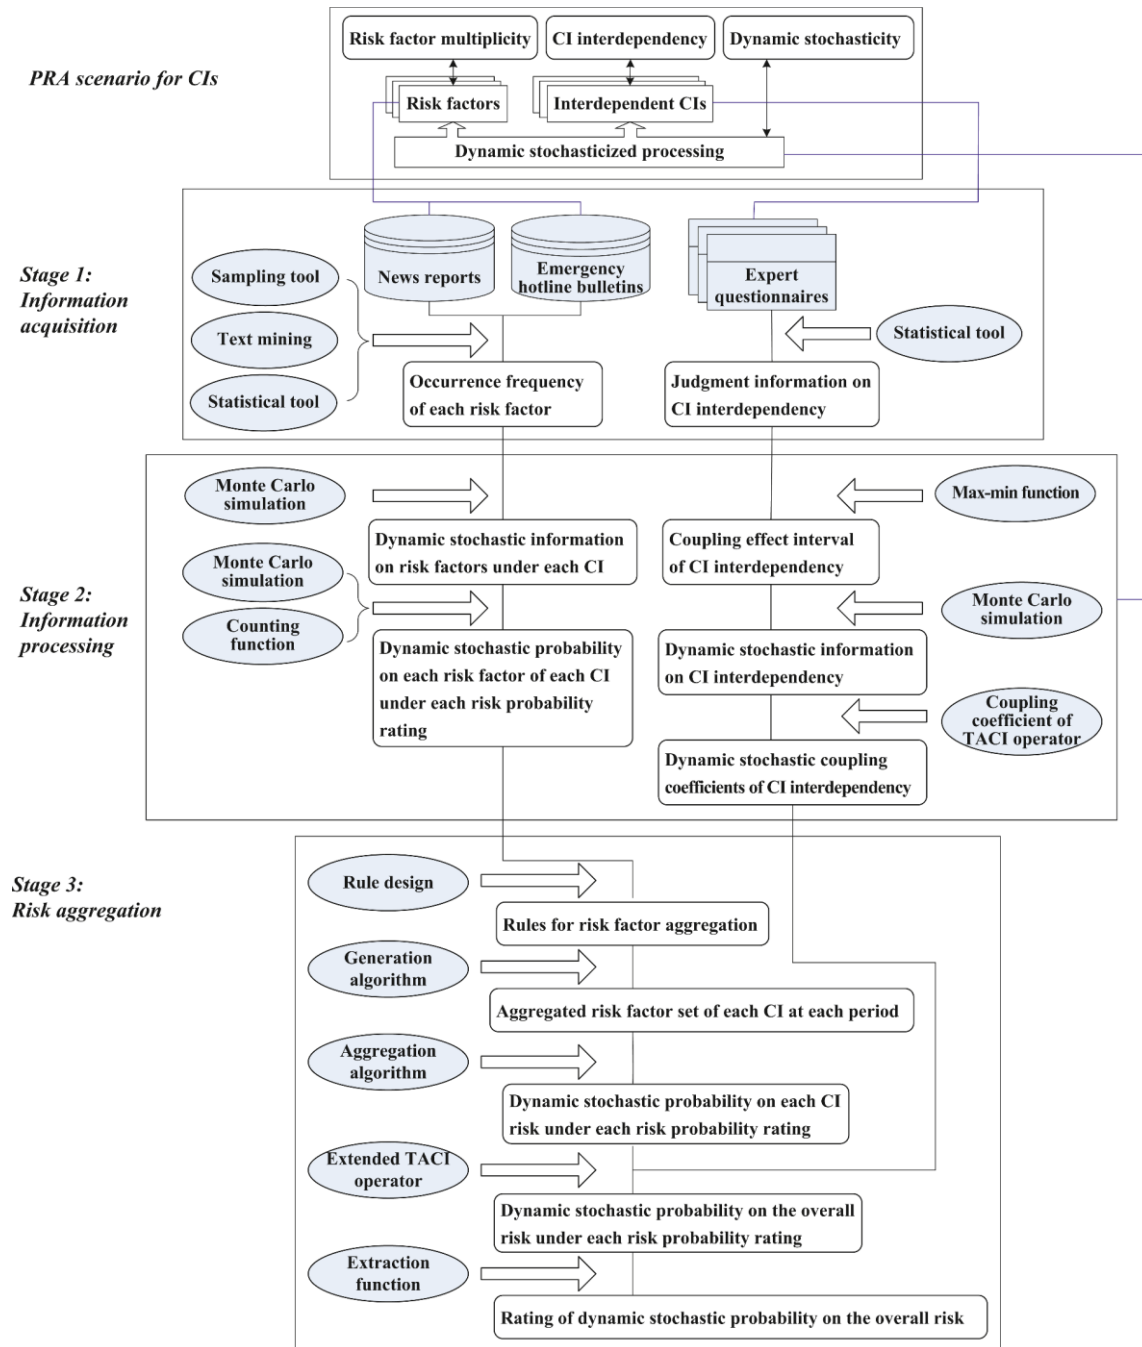 Risk factor multiplicity
CI interdependency
Dynamic stochasticity
PRA scenario for CIs
Risk factors
Interdependent CIs
Dynamic stochasticized processing
Stage 1:
Information
acquisition
Sampling tool
Text mining
Statistical tool
News reports
Emergency
hotline bulletins
Expert
questionnaires
Statistical tool
Occurrence frequency
of each risk factor
Judgment information on
CI interdependency
Stage 2:
Information
processing
Monte Carlo
simulation
Max-min function
Dynamic stochastic information
on risk factors under each CI
Coupling effect interval
of CI interdependency
Monte Carlo
simulation
Counting
function
Monte Carlo
simulation
Dynamic stochastic probability
on each risk factor of each CI
under each risk probability
rating
Dynamic stochastic information
on CI interdependency
Coupling
coefficient of
TACI operator
Dynamic stochastic coupling
coefficients of CI interdependency
Stage 3:
Risk aggregation
Rule design
Rules for risk factor aggregation
Generation
algorithm
Aggregated risk factor set of each CI at each period
Aggregation
algorithm
Dynamic stochastic probability on each CI
risk under each risk probability rating
Extended TACI
operator
Dynamic stochastic probability on the overall
risk under each risk probability rating
Extraction
function
Rating of dynamic stochastic probability on the overall risk